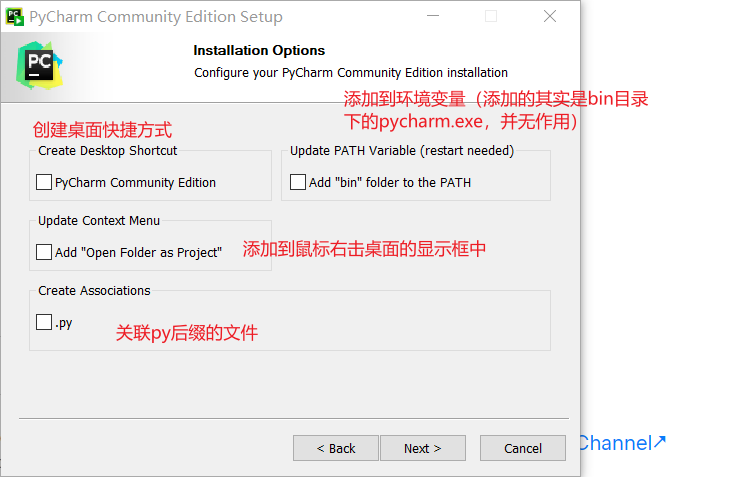 PyCharm Community Edition Setup
PC
Installation Options
Configure your PyCharm Community Edition installation
添加到环境变量（添加的其实是bin目录
下的pycharm.exe，并无作用）
创建桌面快捷方式
Create Desktop Shortcut
Update PATH Variable (restart needed)
PyCharm Community Edition
Add "bin" folder to the PATH
Update Context Menu
Add "Open Folder as Project"
添加到鼠标右击桌面的显示框中
Create Associations
.py
关联py后缀的文件
< Back
Next >
Cancel
Channel↗